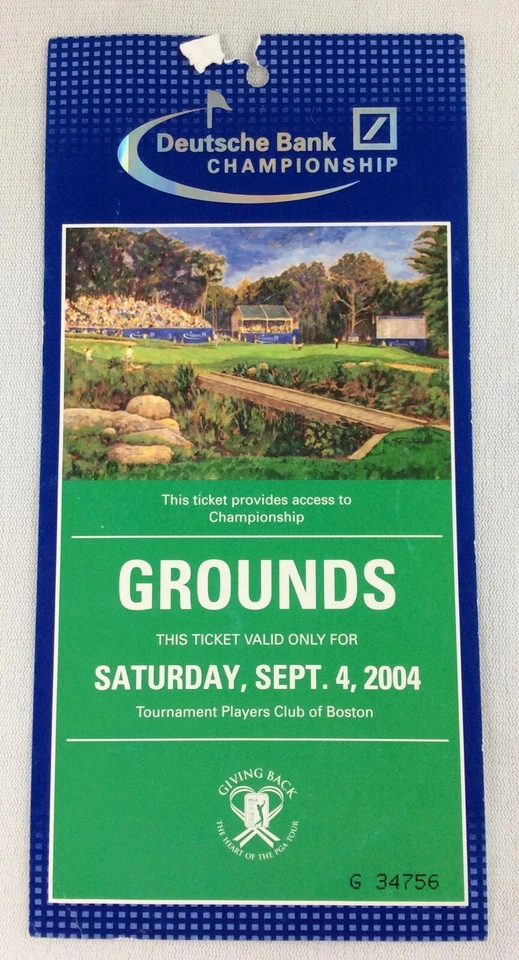 Deutsche Bank
CHAMPIONSHIP
This ticket provides access to
Championship
GROUNDS
THIS TICKET VALID ONLY FOR
SATURDAY, SEPT. 4, 2004
Tournament Players Club of Boston
GIVING BACK
THE HEART OF THE PGA TOUR
G 34756